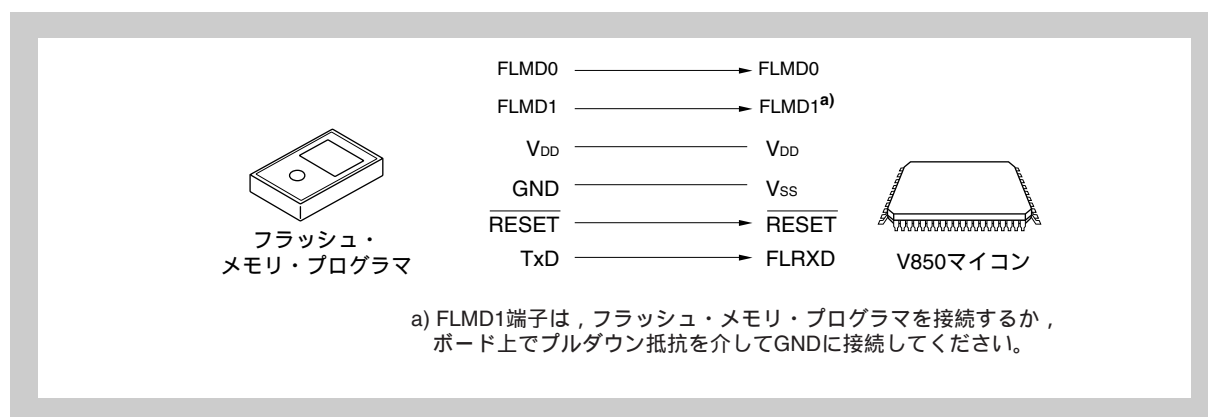 FLMD0 FLMD0
FLMD1 FLMD1a)
VDD VDD
GND VSS
RESET RESET
TxD FLRXD
フラッシュ・
メモリ・プログラマ
V850マイコン
a) FLMD1端子は，フラッシュ・メモリ・プログラマを接続するか，
ボード上でプルダウン抵抗を介してGNDに接続してください。